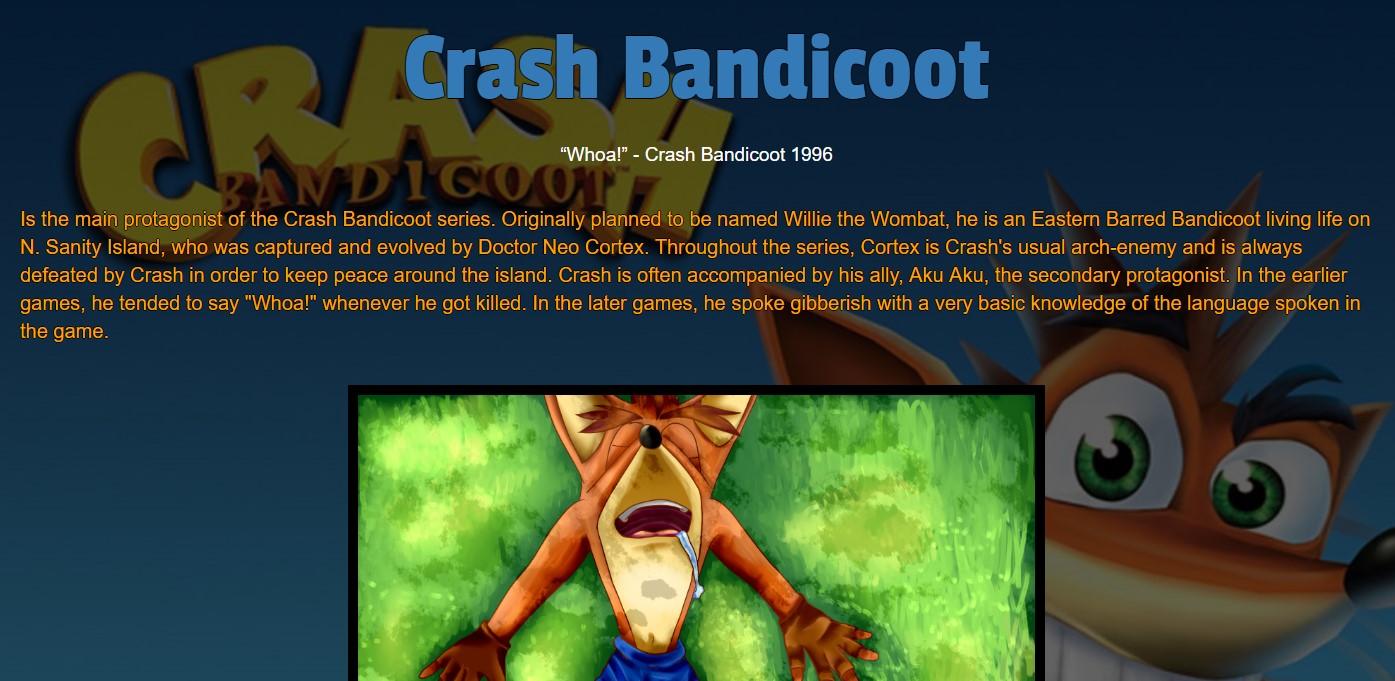 CRASH
BANDICOOT
Crash Bandicoot
“Whoa!” - Crash Bandicoot 1996
Is the main protagonist of the Crash Bandicoot series. Originally planned to be named Willie the Wombat, he is an Eastern Barred Bandicoot living life on
N. Sanity Island, who was captured and evolved by Doctor Neo Cortex. Throughout the series, Cortex is Crash's usual arch-enemy and is always
defeated by Crash in order to keep peace around the island. Crash is often accompanied by his ally, Aku Aku, the secondary protagonist. In the earlier
games, he tended to say "Whoa!" whenever he got killed. In the later games, he spoke gibberish with a very basic knowledge of the language spoken in
the game.